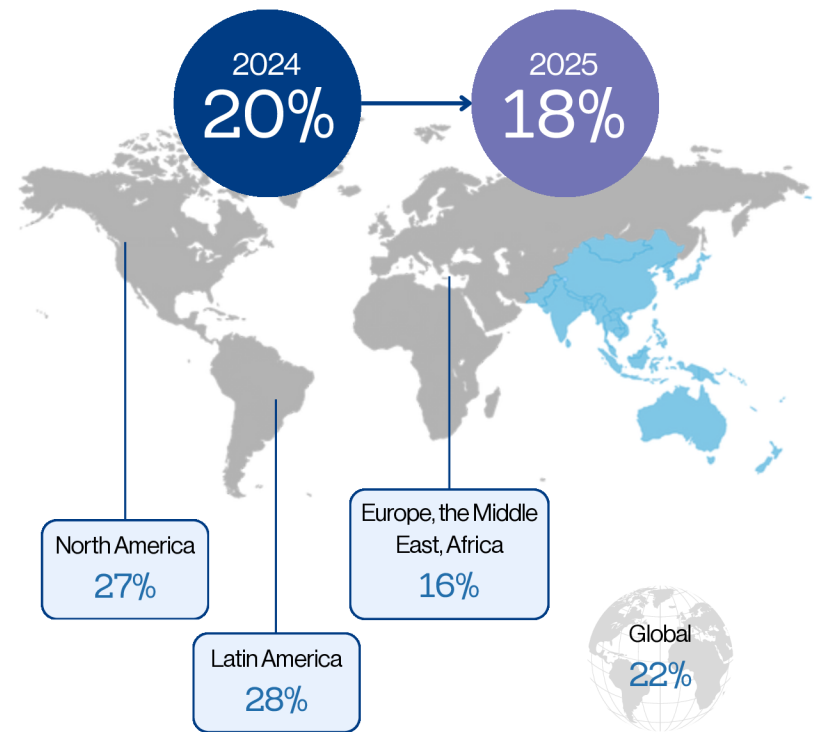 2024
20%
2025
18%
North America
27%
Latin America
28%
Europe, the Middle
East, Africa
16%
Global
22%